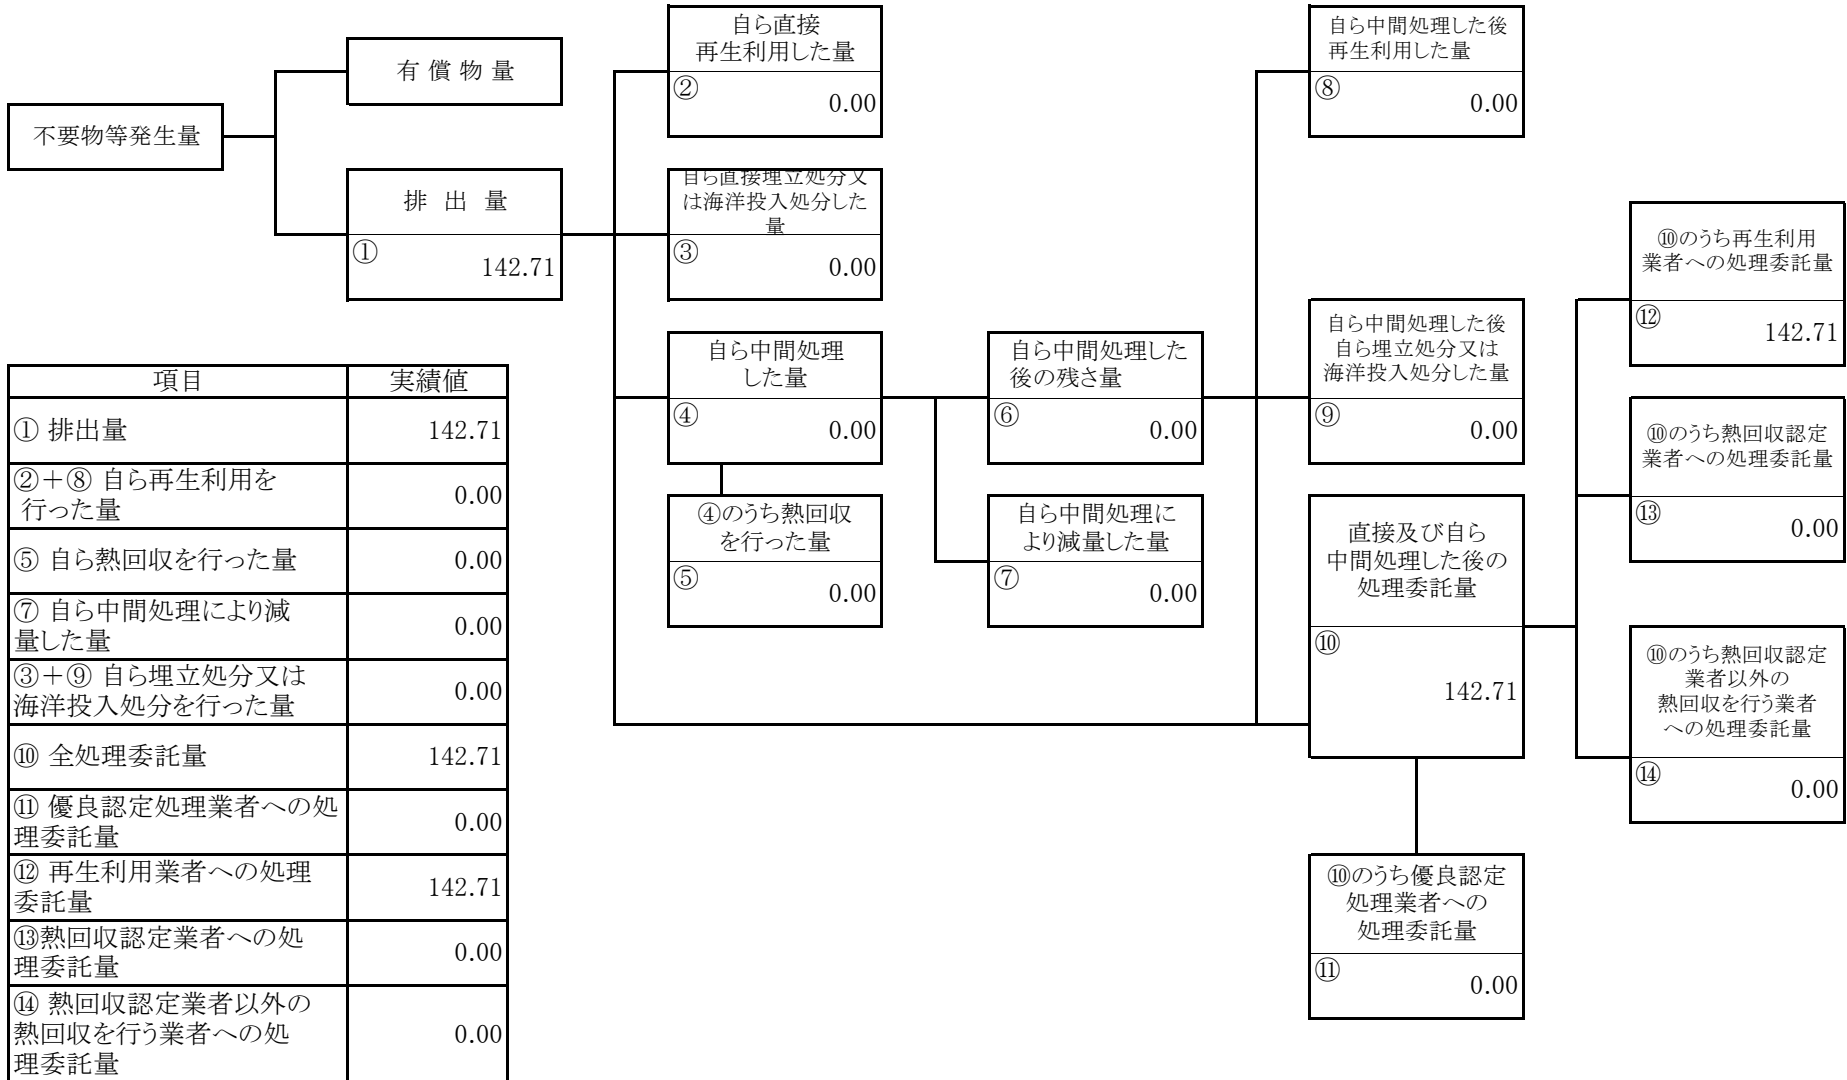 不要物等発生量
有 償 物 量
排 出 量
①
142.71
自ら直接
再生利用した量
②
0.00
自ら直接埋立処分又
は海洋投入処分した
量
③
0.00
自ら中間処理
した量
④
0.00
④のうち熱回収
を行った量
⑤
0.00
自ら中間処理した
後の残さ量
⑥
0.00
自ら中間処理に
より減量した量
⑦
0.00
自ら中間処理した後
再生利用した量
⑧
0.00
自ら中間処理した後
自ら埋立処分又は
海洋投入処分した量
⑨
0.00
直接及び自ら
中間処理した後の
処理委託量
⑩
142.71
⑩のうち優良認定
処理業者への
処理委託量
⑪
0.00
⑩のうち再生利用
業者への処理委託量
⑫
142.71
⑩のうち熱回収認定
業者への処理委託量
⑬
0.00
⑩のうち熱回収認定
業者以外の
熱回収を行う業者
への処理委託量
⑭
0.00
項目 実績値
① 排出量 142.71
②＋⑧ 自ら再生利用を
行った量 0.00
⑤ 自ら熱回収を行った量 0.00
⑦ 自ら中間処理により減
量した量 0.00
③＋⑨ 自ら埋立処分又は
海洋投入処分を行った量 0.00
⑩ 全処理委託量 142.71
⑪ 優良認定処理業者への処
理委託量 0.00
⑫ 再生利用業者への処理
委託量 142.71
⑬熱回収認定業者への処
理委託量 0.00
⑭ 熱回収認定業者以外の
熱回収を行う業者への処
理委託量 0.00